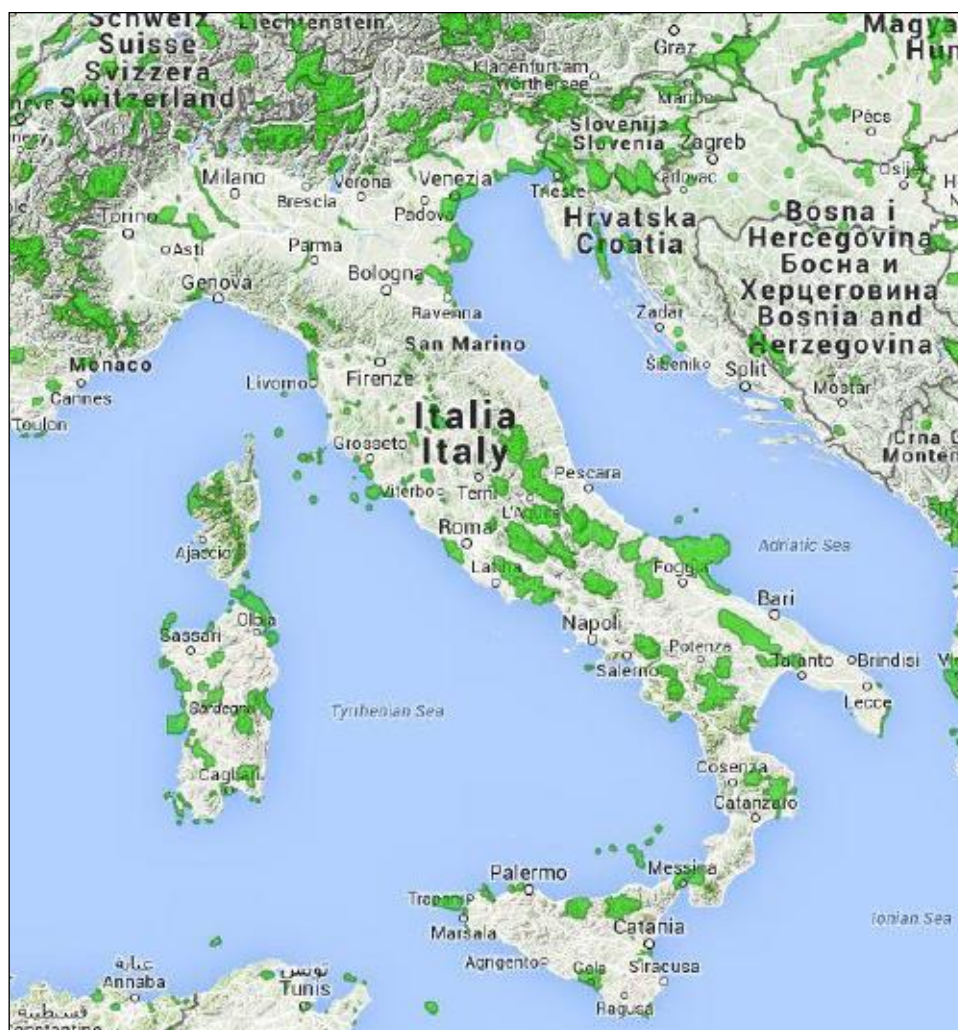 Schweiz
Suisse
Svizzera
Switzerland
Liechtenstein
Graz
Magya
Hun
Klagenfurt am
Wörthersee
Maribor
Pécs
Slovenija
Slovenia
Zagreb
Karlovac
Osijek
Milano
Verona
Brescia
Venezia
Padova
Trieste
Torino
Asti
Parma
Hrvatska
Croatia
Bosna i
Hercegovina
Босна и
Херцеговина
Bosnia and
Herzegovina
Genova
Bologna
Ravenna
Zadar
San Marino
Monaco
Cannes
Toulon
Livorno
Firenze
Šibenik
Split
Mostar
Italia
Italy
Crna G
Monten
Grosseto
Viterbo
Terni
Pescara
L'Aquila
Roma
Ajaccio
Latina
Foggia
Adriatic Sea
Bari
Olbia
Sassari
Napoli
Salerno
Potenza
Taranto
Brindisi
Lecce
Sardegna
Tyrrhenian Sea
Cagliari
Cosenza
Catanzaro
Palermo
Messina
Trapani
Marsala
Catania
Ionian Sea
Agrigento
Gela
Siracusa
Ragusa
عنابة
Annaba
تونس
Tunis
قسنطينة
onstantine